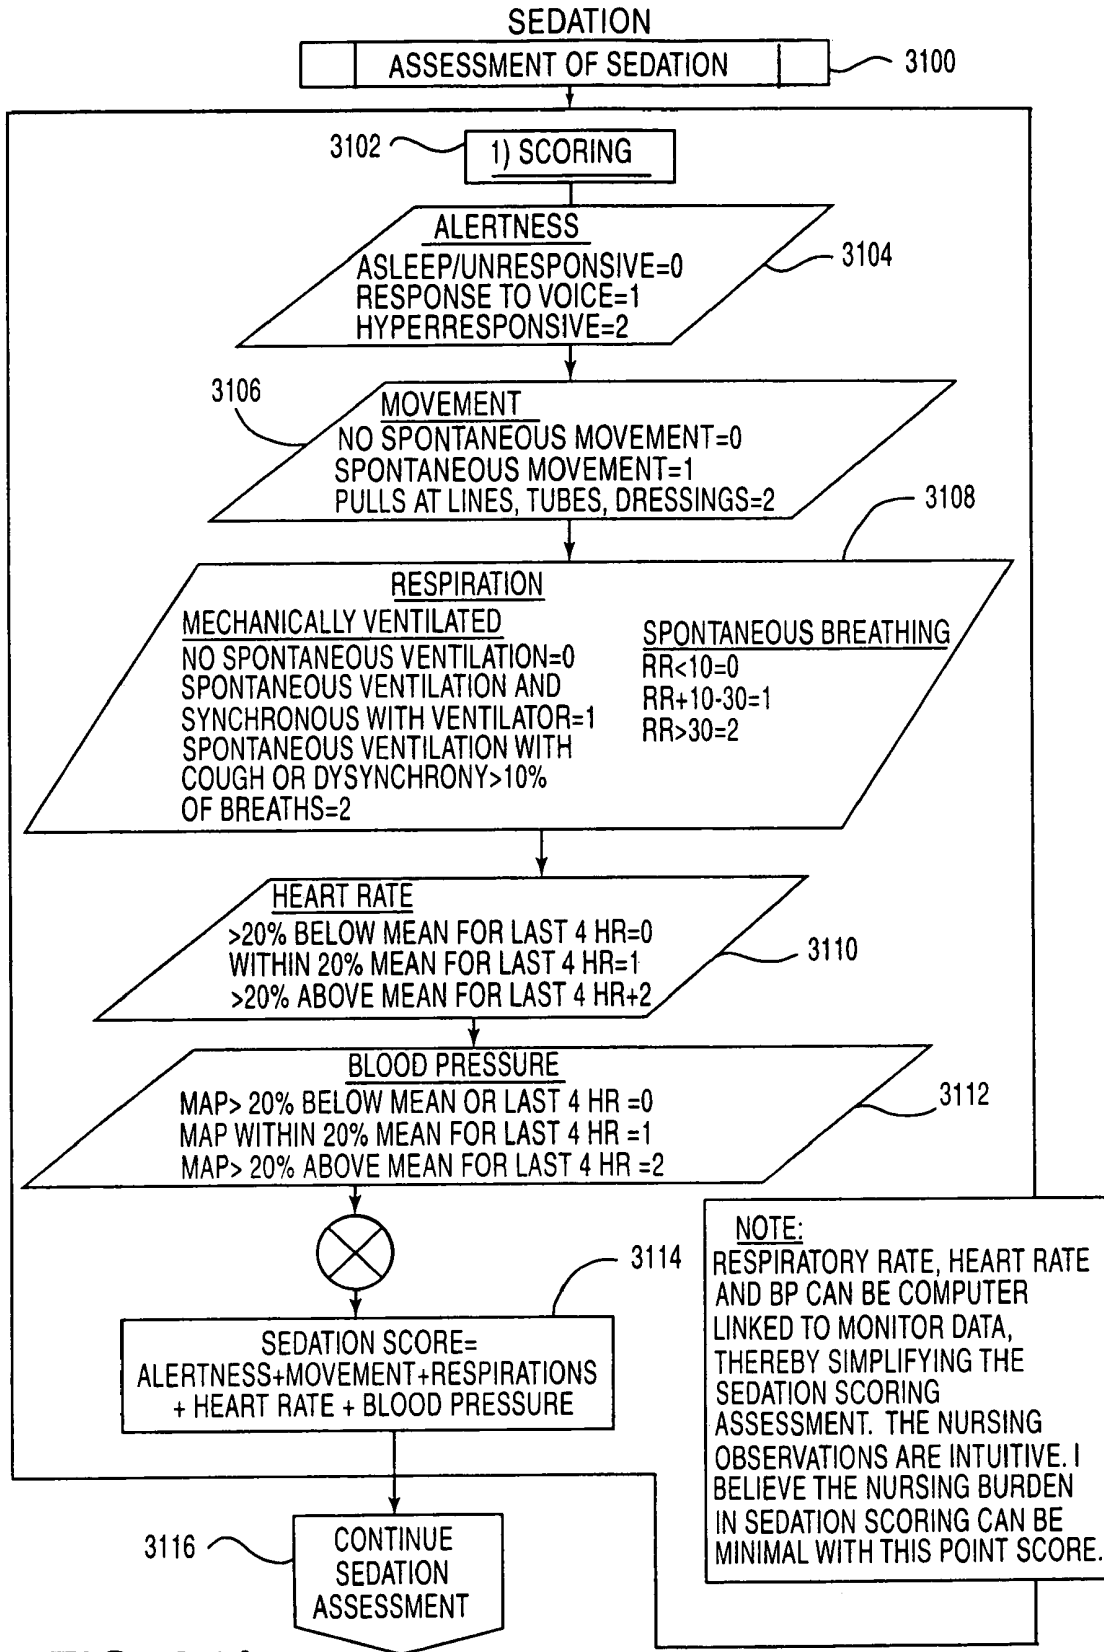 SEDATION
ASSESSMENT OF SEDATION
3100
3102
1) SCORING
ALERTNESS
ASLEEP/UNRESPONSIVE=0
RESPONSE TO VOICE=1
HYPERRESPONSIVE=2
3104
3106
MOVEMENT
NO SPONTANEOUS MOVEMENT=0
SPONTANEOUS MOVEMENT=1
PULLS AT LINES, TUBES, DRESSINGS=2
3108
RESPIRATION
MECHANICALLY VENTILATED
NO SPONTANEOUS VENTILATION=0
SPONTANEOUS VENTILATION AND
SYNCHRONOUS WITH VENTILATOR=1
SPONTANEOUS VENTILATION WITH
COUGH OR DYSYNCHRONY>10%
OF BREATHS=2
SPONTANEOUS BREATHING
RR<10=0
RR+10-30=1
RR>30=2
HEART RATE
>20% BELOW MEAN FOR LAST 4 HR=0
WITHIN 20% MEAN FOR LAST 4 HR=1
>20% ABOVE MEAN FOR LAST 4 HR+2
3110
BLOOD PRESSURE
MAP> 20% BELOW MEAN OR LAST 4 HR =0
MAP WITHIN 20% MEAN FOR LAST 4 HR =1
MAP> 20% ABOVE MEAN FOR LAST 4 HR =2
3112
3114
SEDATION SCORE=
ALERTNESS+MOVEMENT+RESPIRATIONS
+ HEART RATE + BLOOD PRESSURE
NOTE:
RESPIRATORY RATE, HEART RATE
AND BP CAN BE COMPUTER
LINKED TO MONITOR DATA,
THEREBY SIMPLIFYING THE
SEDATION SCORING
ASSESSMENT. THE NURSING
OBSERVATIONS ARE INTUITIVE. I
BELIEVE THE NURSING BURDEN
IN SEDATION SCORING CAN BE
MINIMAL WITH THIS POINT SCORE.
3116
CONTINUE
SEDATION
ASSESSMENT